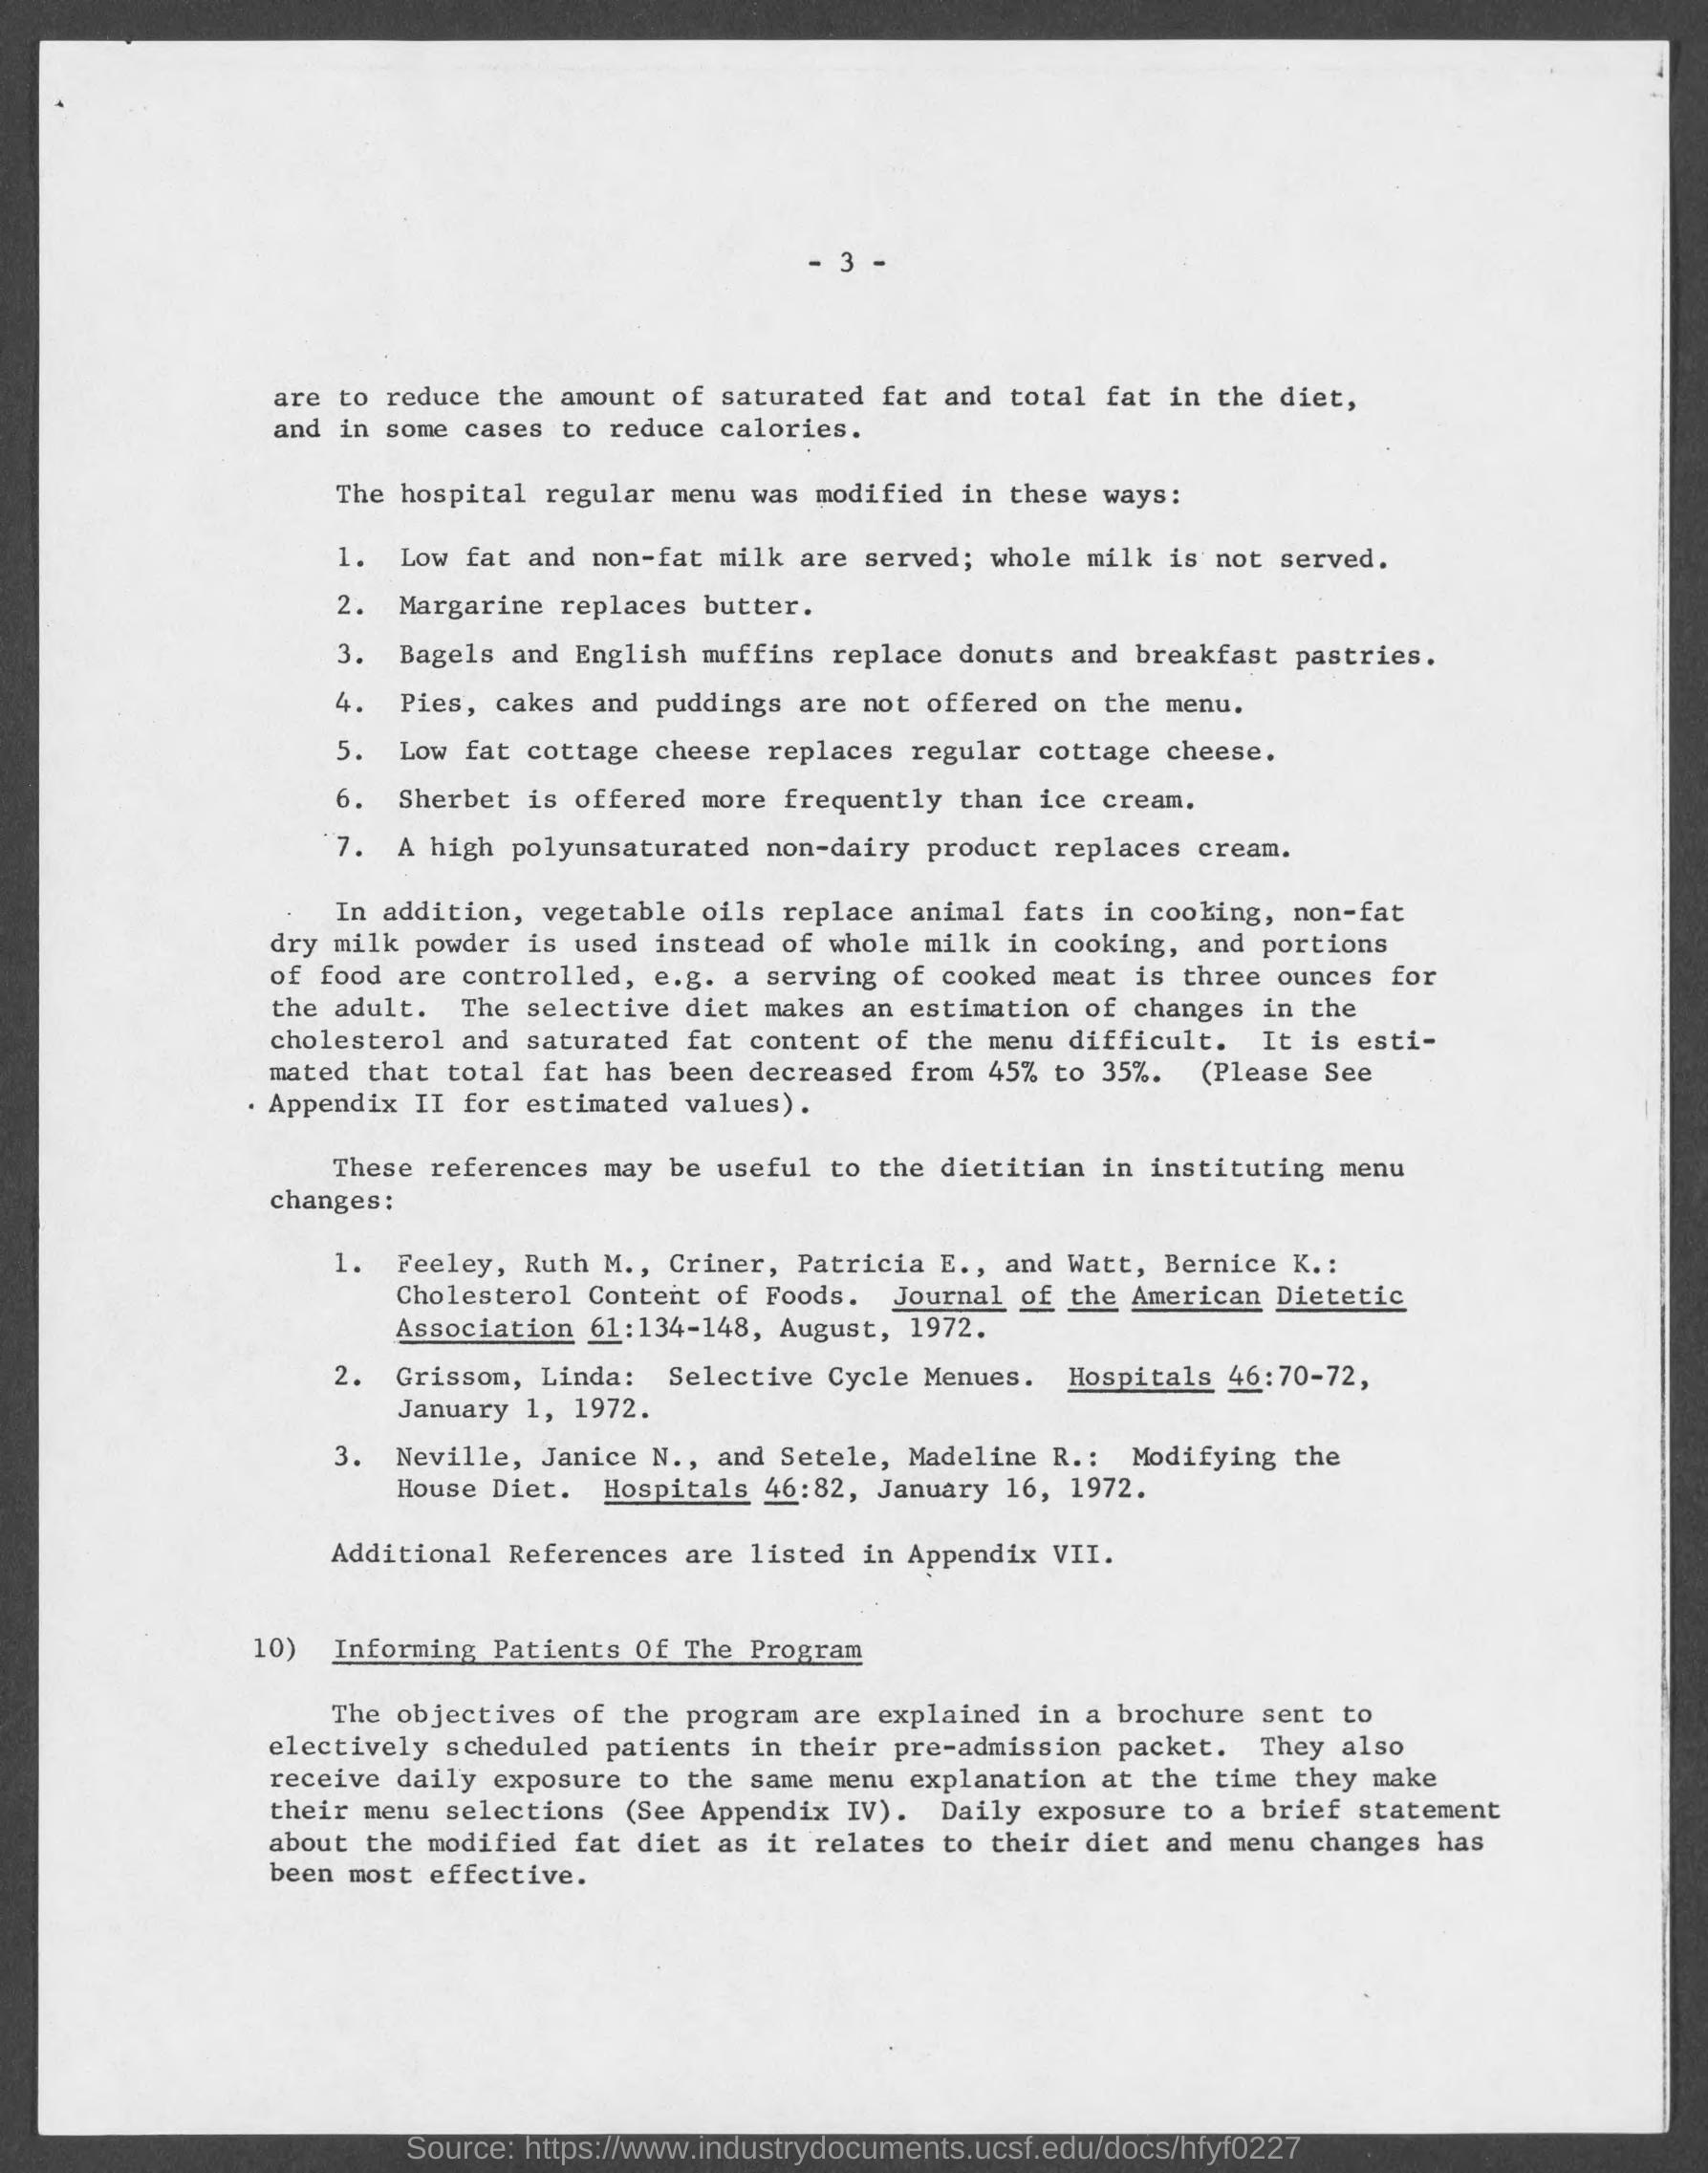 - 3 -
are to reduce the amount of saturated fat and total fat in the diet,
and in some cases to reduce calories.
The hospital regular menu was modified in these ways:
1. Low fat and non-fat milk are served; whole milk is not served.
2. Margarine replaces butter.
3. Bagels and English muffins replace donuts and breakfast pastries.
4. Pies, cakes and puddings are not offered on the menu.
5. Low fat cottage cheese replaces regular cottage cheese.
6. Sherbet is offered more frequently than ice cream.
7. A high polyunsaturated non-dairy product replaces cream.
In addition, vegetable oils replace animal fats in cooking, non-fat
dry milk powder is used instead of whole milk in cooking, and portions
of food are controlled, e.g. a serving of cooked meat is three ounces for
the adult. The selective diet makes an estimation of changes in the
cholesterol and saturated fat content of the menu difficult. It is esti-
mated that total fat has been decreased from 45% to 35%. (Please See
Appendix II for estimated values).
These references may be useful to the dietitian in instituting menu
changes:
1. Feeley, Ruth M., Criner, Patricia E., and Watt, Bernice K.:
Cholesterol Content of Foods. Journal of the American Dietetic
Association 61:134-148, August, 1972.
2. Grissom, Linda: Selective Cycle Menues. Hospitals 46:70-72,
January 1, 1972.
3. Neville, Janice N., and Setele, Madeline R.: Modifying the
House Diet. Hospitals 46:82, January 16, 1972.
Additional References are listed in Appendix VII.
10) Informing Patients Of The Program
The objectives of the program are explained in a brochure sent to
electively scheduled patients in their pre-admission packet. They also
receive daily exposure to the same menu explanation at the time they make
their menu selections (See Appendix IV). Daily exposure to a brief statement
about the modified fat diet as it relates to their diet and menu changes has
been most effective.
Source: https://www.industrydocuments.ucsf.edu/docs/hfyf0227